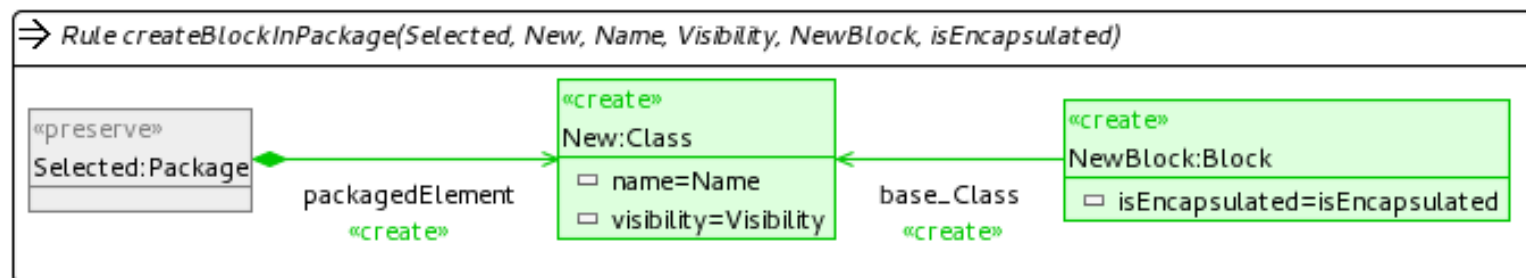 Rule createBlockInPackage(Selected, New, Name, Visibility, NewBlock, isEncapsulated)
«preserve»
Selected:Package
packagedElement
«create»
«create»
New:Class
name=Name
visibility=Visibility
base_Class
«create»
«create»
NewBlock:Block
isEncapsulated=isEncapsulated